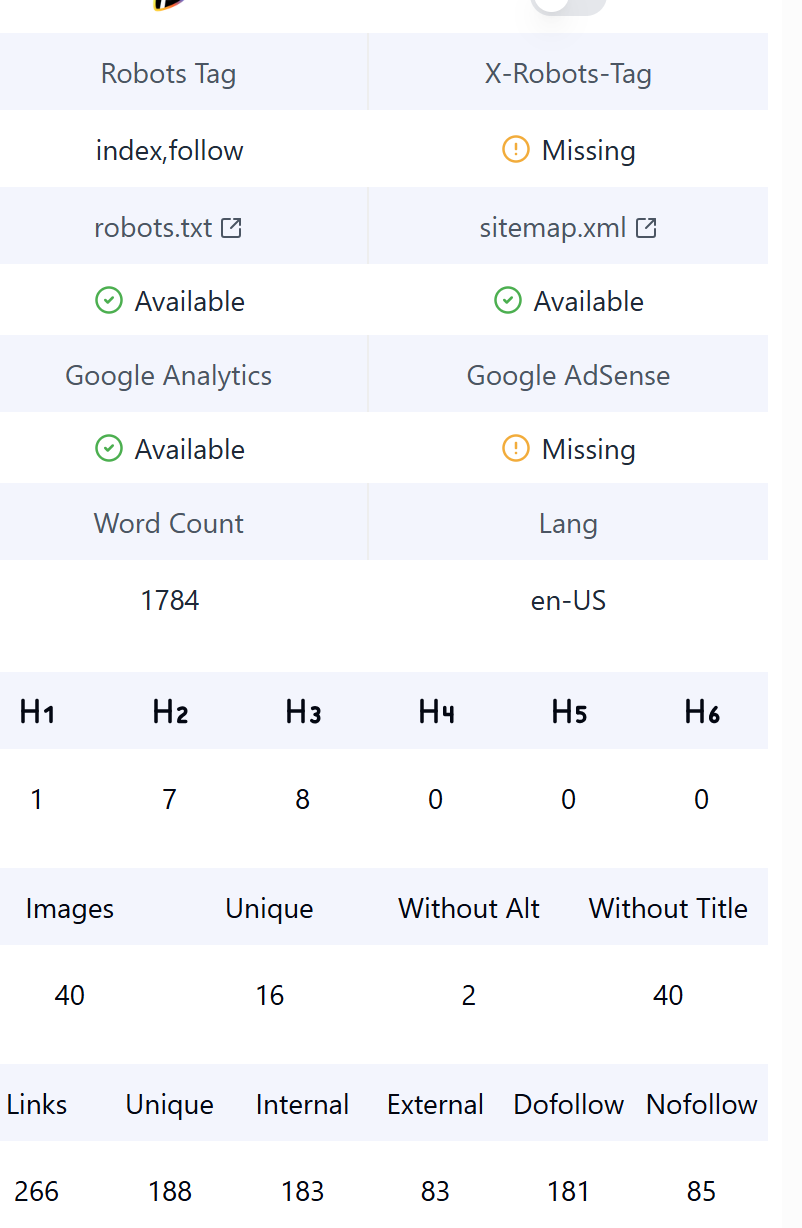 Robots Tag X-Robots-Tag
index,follow Missing
robots.txt sitemap.xml
Available Available
Google Analytics Google AdSense
Available Missing
Word Count Lang
1784 en-US
H1 H2 H3 H4 H5 H6
1 7 8 0 0 0
Images Unique Without Alt Without Title
40 16 2 40
Links Unique Internal External Dofollow Nofollow
266 188 183 83 181 85